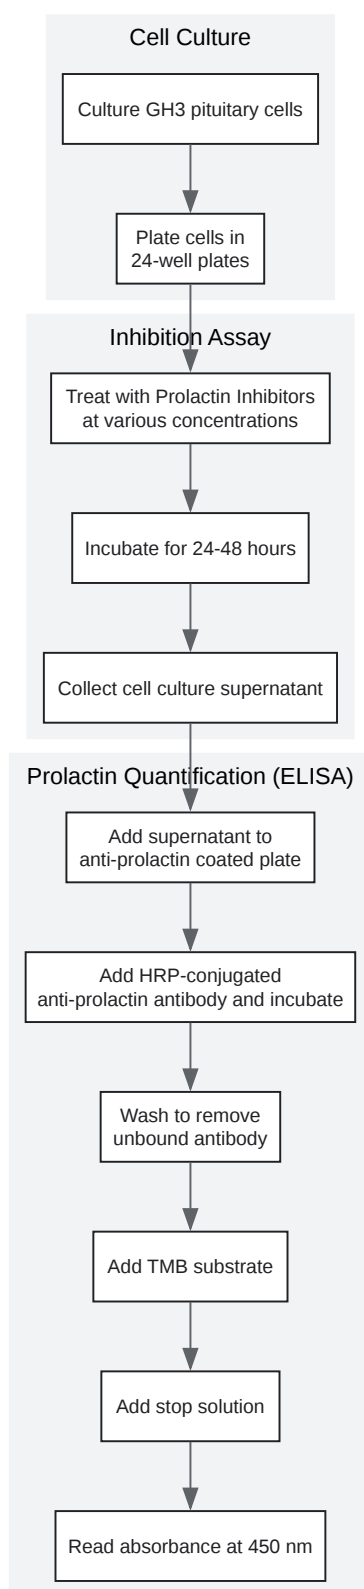 Cell Culture
Culture GH3 pituitary cells
Plate cells in
24-well plates
Inhibition Assay
Treat with Prolactin Inhibitors
at various concentrations
Incubate for 24-48 hours
Collect cell culture supernatant
Prolactin Quantification (ELISA)
Add supernatant to
anti-prolactin coated plate
Add HRP-conjugated
anti-prolactin antibody and incubate
Wash to remove
unbound antibody
Add TMB substrate
Add stop solution
Read absorbance at 450 nm